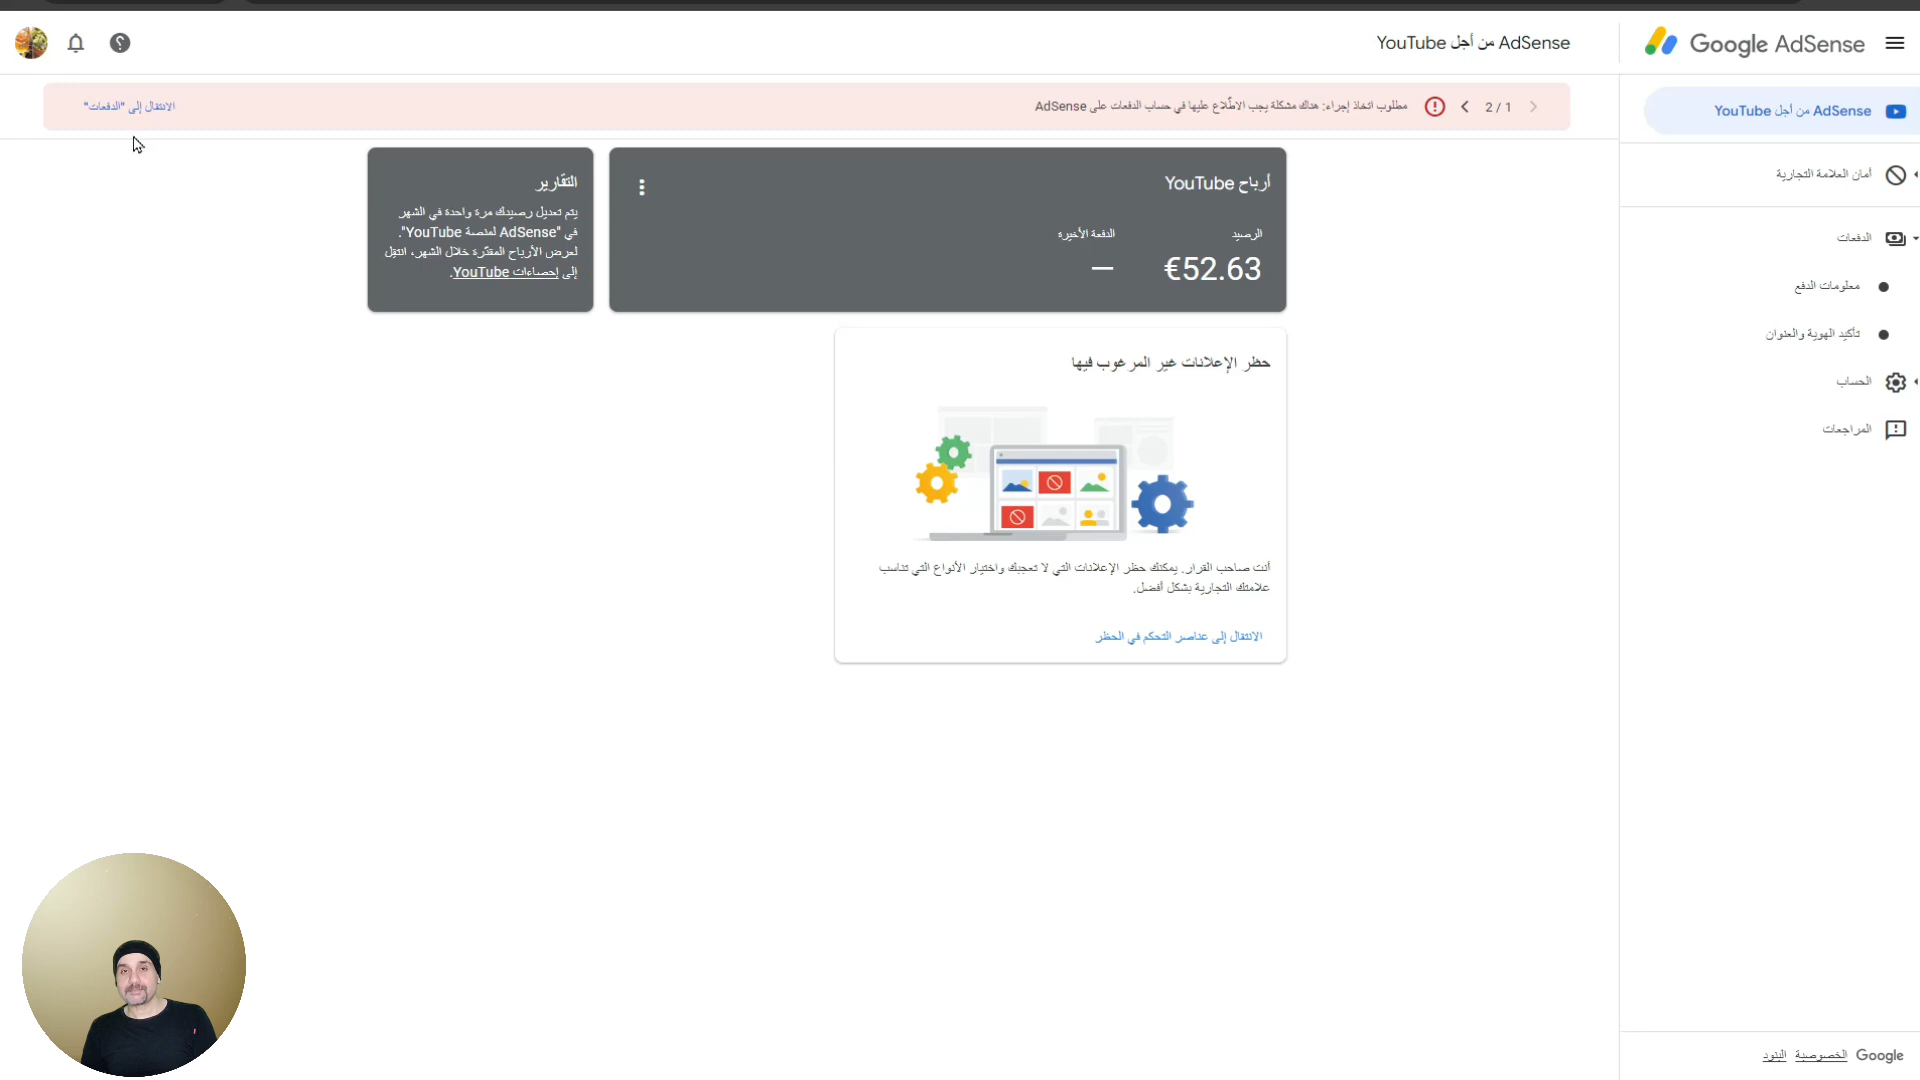 Google AdSense
AdSense من أجل YouTube
2 / 1
مطلوب اتخاذ إجراء: هناك مشكلة يجب الاطّلاع عليها في حساب الدفعات على AdSense
الانتقال إلى "الدفعات"
AdSense من أجل YouTube
أمان العلامة التجارية
الدفعات
معلومات الدفع
تأكيد الهوية والعنوان
الحساب
المراجعات
أرباح YouTube
الرصيد
€52.63
الدفعة الأخيرة
—
التقارير
يتم تعديل رصيدك مرة واحدة في الشهر
في "AdSense لمنصة YouTube".
لعرض الأرباح المقدّرة خلال الشهر، انتقِل
إلى إحصاءات YouTube.
حظر الإعلانات غير المرغوب فيها
أنت صاحب القرار. يمكنك حظر الإعلانات التي لا تعجبك واختيار الأنواع التي تناسب
علامتك التجارية بشكل أفضل.
الانتقال إلى عناصر التحكم في الحظر
Google الخصوصية البنود